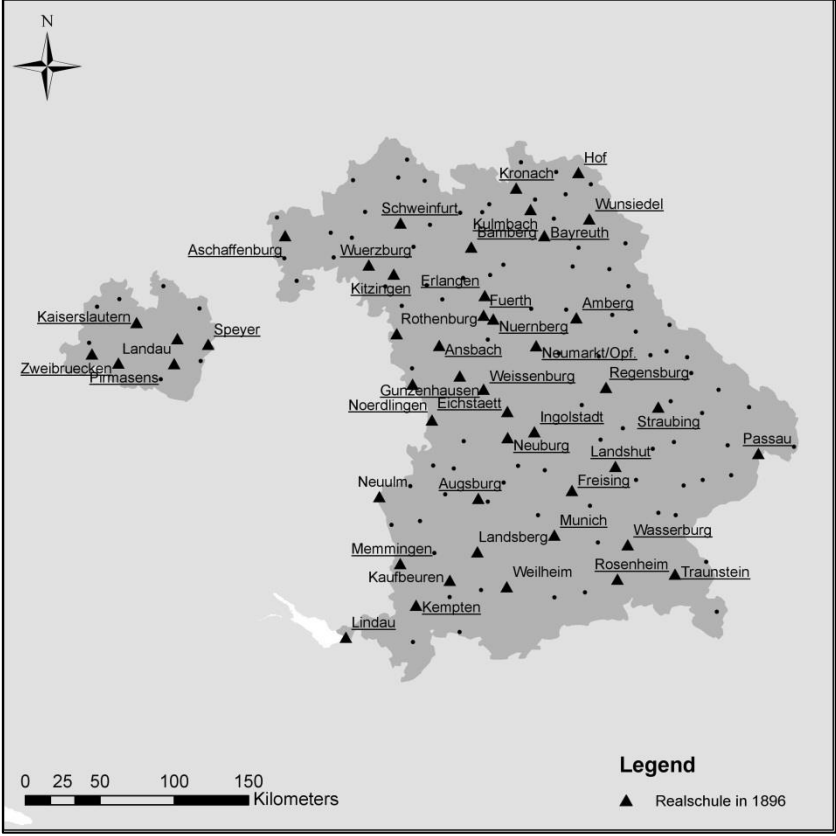 N
Hof
Kronach
Wunsiedel
Schweinfurt
Kulmbach
Bamberg
Bayreuth
Aschaffenburg
Wuerzburg
Kitzingen
Erlangen
Fuerth
Amberg
Kaiserslautern
Rothenburg
Nuernberg
Speyer
Landau
Ansbach
Neumarkt/Opf.
Zweibruecken
Pirmasens
Weissenburg
Regensburg
Gunzenhausen
Noerdlingen
Eichstaett
Ingolstadt
Straubing
Neuburg
Passau
Landshut
Neuulm
Augsburg
Freising
Munich
Landsberg
Wasserburg
Memmingen
Kaufbeuren
Weilheim
Rosenheim
Traunstein
Kempten
Lindau
Legend
0 25 50 100 150
Kilometers
Realschule in 1896